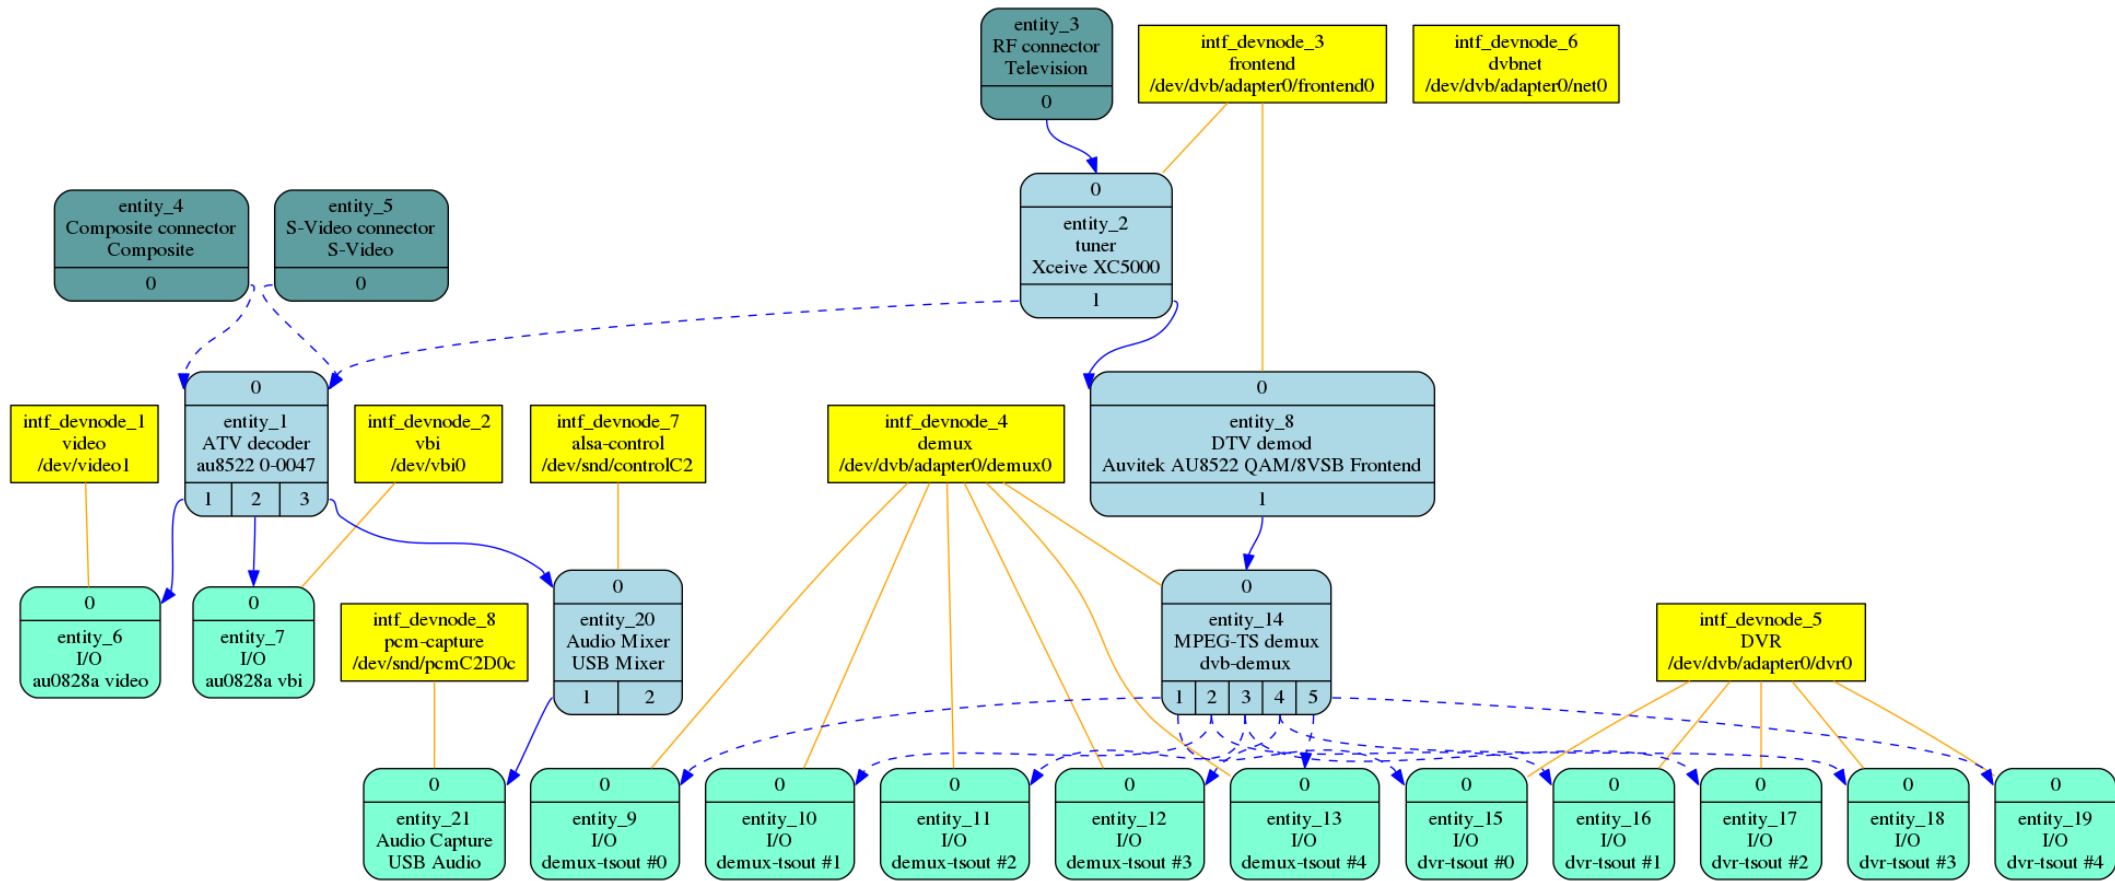 entity_3
RF connector
Television
0
intf_devnode_3
frontend
/dev/dvb/adapter0/frontend0
intf_devnode_6
dvbnet
/dev/dvb/adapter0/net0
0
entity_2
tuner
Xceive XC5000
1
entity_4
Composite connector
Composite
0
entity_5
S-Video connector
S-Video
0
intf_devnode_1
video
/dev/video1
0
entity_1
ATV decoder
au8522 0-0047
1 2 3
intf_devnode_2
vbi
/dev/vbi0
intf_devnode_7
alsa-control
/dev/snd/controlC2
intf_devnode_4
demux
/dev/dvb/adapter0/demux0
0
entity_8
DTV demod
Auvitek AU8522 QAM/8VSB Frontend
1
0
entity_6
I/O
au0828a video
0
entity_7
I/O
au0828a vbi
intf_devnode_8
pcm-capture
/dev/snd/pcmC2D0c
0
entity_20
Audio Mixer
USB Mixer
1 2
0
entity_14
MPEG-TS demux
dvb-demux
1 2 3 4 5
intf_devnode_5
DVR
/dev/dvb/adapter0/dvr0
0
entity_21
Audio Capture
USB Audio
0
entity_9
I/O
demux-tsout #0
0
entity_10
I/O
demux-tsout #1
0
entity_11
I/O
demux-tsout #2
0
entity_12
I/O
demux-tsout #3
0
entity_13
I/O
demux-tsout #4
0
entity_15
I/O
dvr-tsout #0
0
entity_16
I/O
dvr-tsout #1
0
entity_17
I/O
dvr-tsout #2
0
entity_18
I/O
dvr-tsout #3
0
entity_19
I/O
dvr-tsout #4